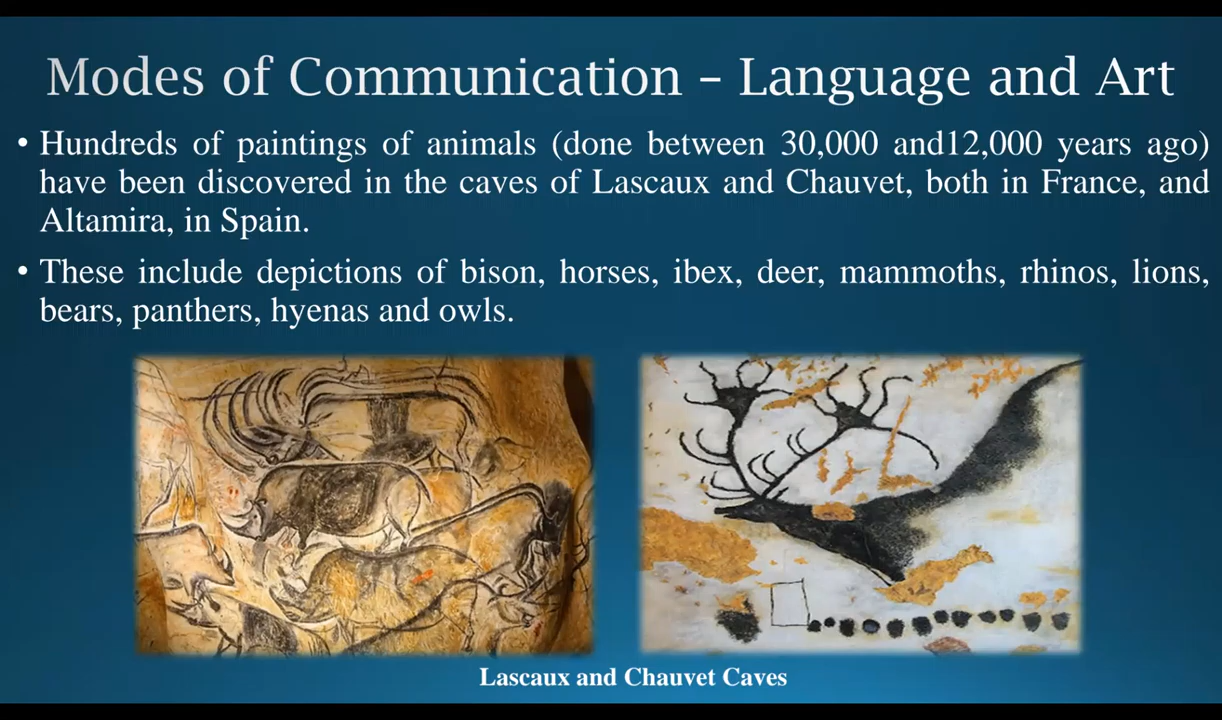 Modes of Communication – Language and Art
• Hundreds of paintings of animals (done between 30,000 and12,000 years ago)
have been discovered in the caves of Lascaux and Chauvet, both in France, and
Altamira, in Spain.
• These include depictions of bison, horses, ibex, deer, mammoths, rhinos, lions,
bears, panthers, hyenas and owls.
Lascaux and Chauvet Caves